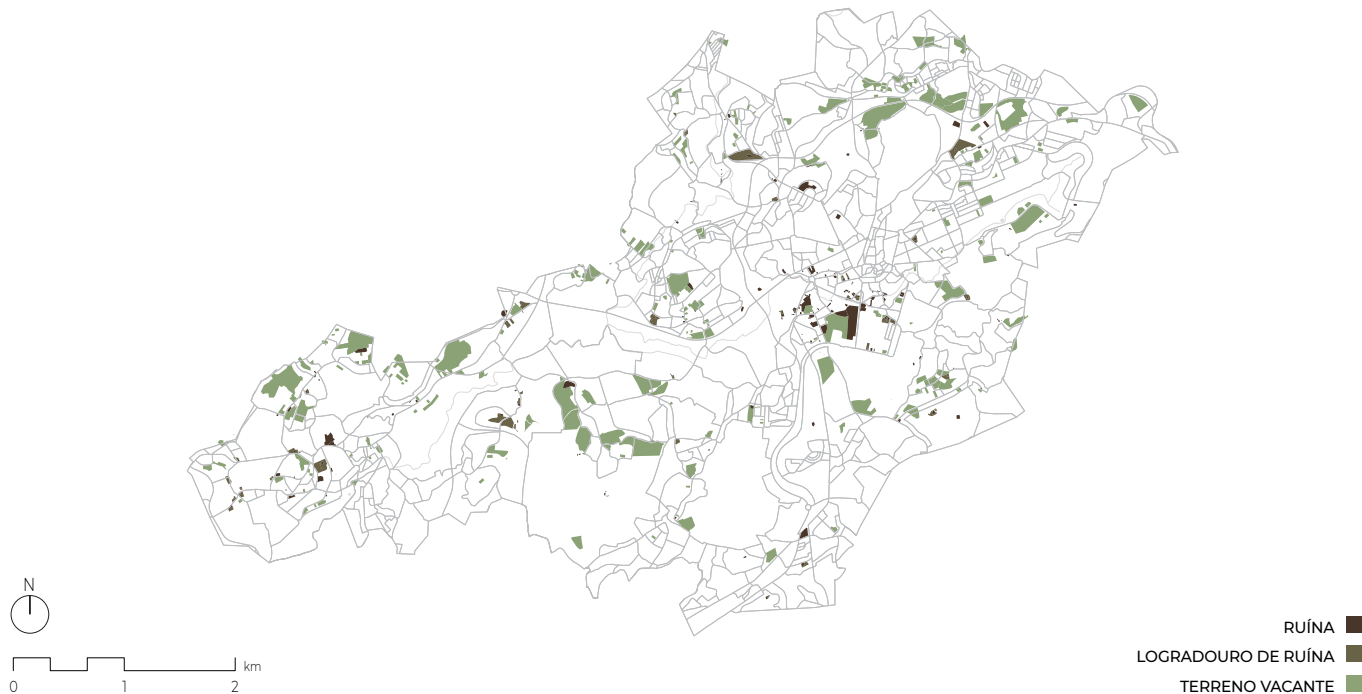 N
km
0 1 2
RUÍNA
LOGRADOURO DE RUÍNA
TERRENO VACANTE